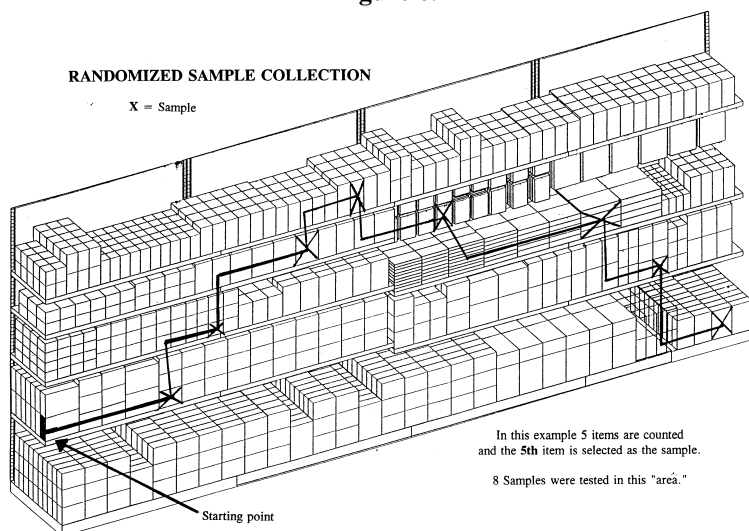 RANDOMIZED SAMPLE COLLECTION
X = Sample
In this example 5 items are counted
and the 5th item is selected as the sample.
8 Samples were tested in this "area."
Starting point